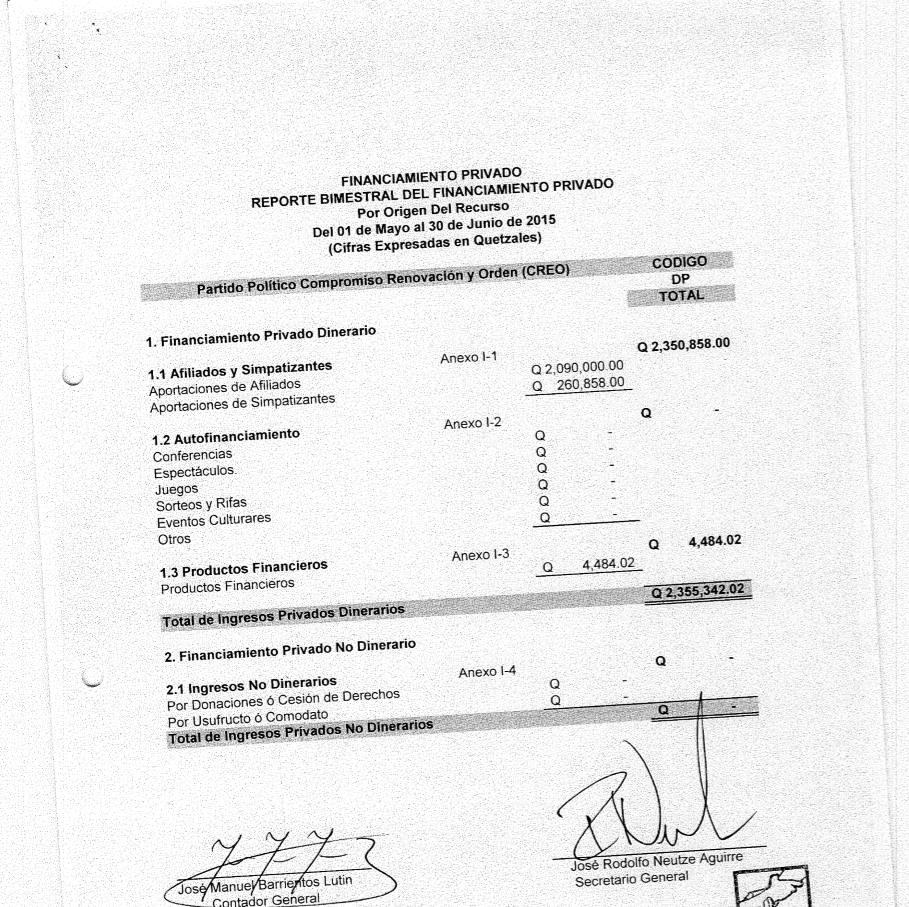 FINANCIAMIENTO PRIVADO
REPORTE BIMESTRAL DEL FINANCIAMIENTO PRIVADO
Por Origen Del Recurso
Del 01 de Mayo al 30 de Junio de 2015
(Cifras Expresadas en Quetzales)
Partido Político Compromiso Renovación y Orden (CREO) CODIGO
DP
TOTAL
1. Financiamiento Privado Dinerario
1.1 Afiliados y Simpatizantes Anexo I-1 Q 2,350,858.00
Aportaciones de Afiliados Q 2,090,000.00
Aportaciones de Simpatizantes Q 260,858.00
1.2 Autofinanciamiento Anexo I-2 Q -
Conferencias Q -
Espectáculos. Q -
Juegos Q -
Sorteos y Rifas Q -
Eventos Culturares Q -
Otros Q -
1.3 Productos Financieros Anexo I-3 Q 4,484.02
Productos Financieros Q 4,484.02
Total de Ingresos Privados Dinerarios Q 2,355,342.02
2. Financiamiento Privado No Dinerario
2.1 Ingresos No Dinerarios Anexo I-4 Q -
Por Donaciones ó Cesión de Derechos Q -
Por Usufructo ó Comodato Q -
Total de Ingresos Privados No Dinerarios Q -
José Manuel Barrientos Lutin
Contador General
José Rodolfo Neutze Aguirre
Secretario General